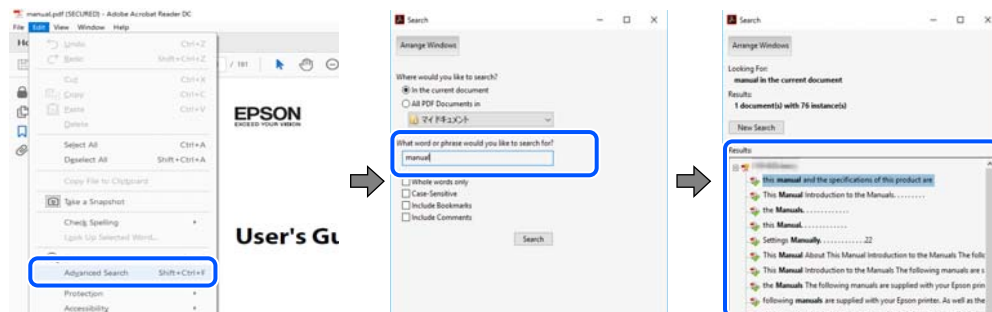 manual.pdf (SECURED) - Adobe Acrobat Reader DC
File Edit View Window Help
Undo Ctrl+Z
Redo Shift+Ctrl+Z
Cut Ctrl+X
Copy Ctrl+C
Paste Ctrl+V
Delete
Select All Ctrl+A
Deselect All Shift+Ctrl+A
Copy File to Clipboard
Take a Snapshot
Check Spelling
Look Up Selected Word...
Advanced Search Shift+Ctrl+F
Protection
Accessibility
/ 181
EPSON
EXCEED YOUR VISION
User's Gu
Search
Arrange Windows
Where would you like to search?
In the current document
All PDF Documents in
マイ ドキュメント
What word or phrase would you like to search for?
manual
Whole words only
Case-Sensitive
Include Bookmarks
Include Comments
Search
Search
Arrange Windows
Looking For:
manual in the current document
Results:
1 document(s) with 76 instance(s)
New Search
Results:
this manual and the specifications of this product are
This Manual Introduction to the Manuals. . . . . . . . .
the Manuals. . . . . . . . . . . . .
this Manual. . . . . . . . . . . . .
Settings Manually. . . . . . . . . . . . .22
This Manual About This Manual Introduction to the Manuals The follo
This Manual Introduction to the Manuals The following manuals are s
the Manuals The following manuals are supplied with your Epson prin
following manuals are supplied with your Epson printer. As well as the